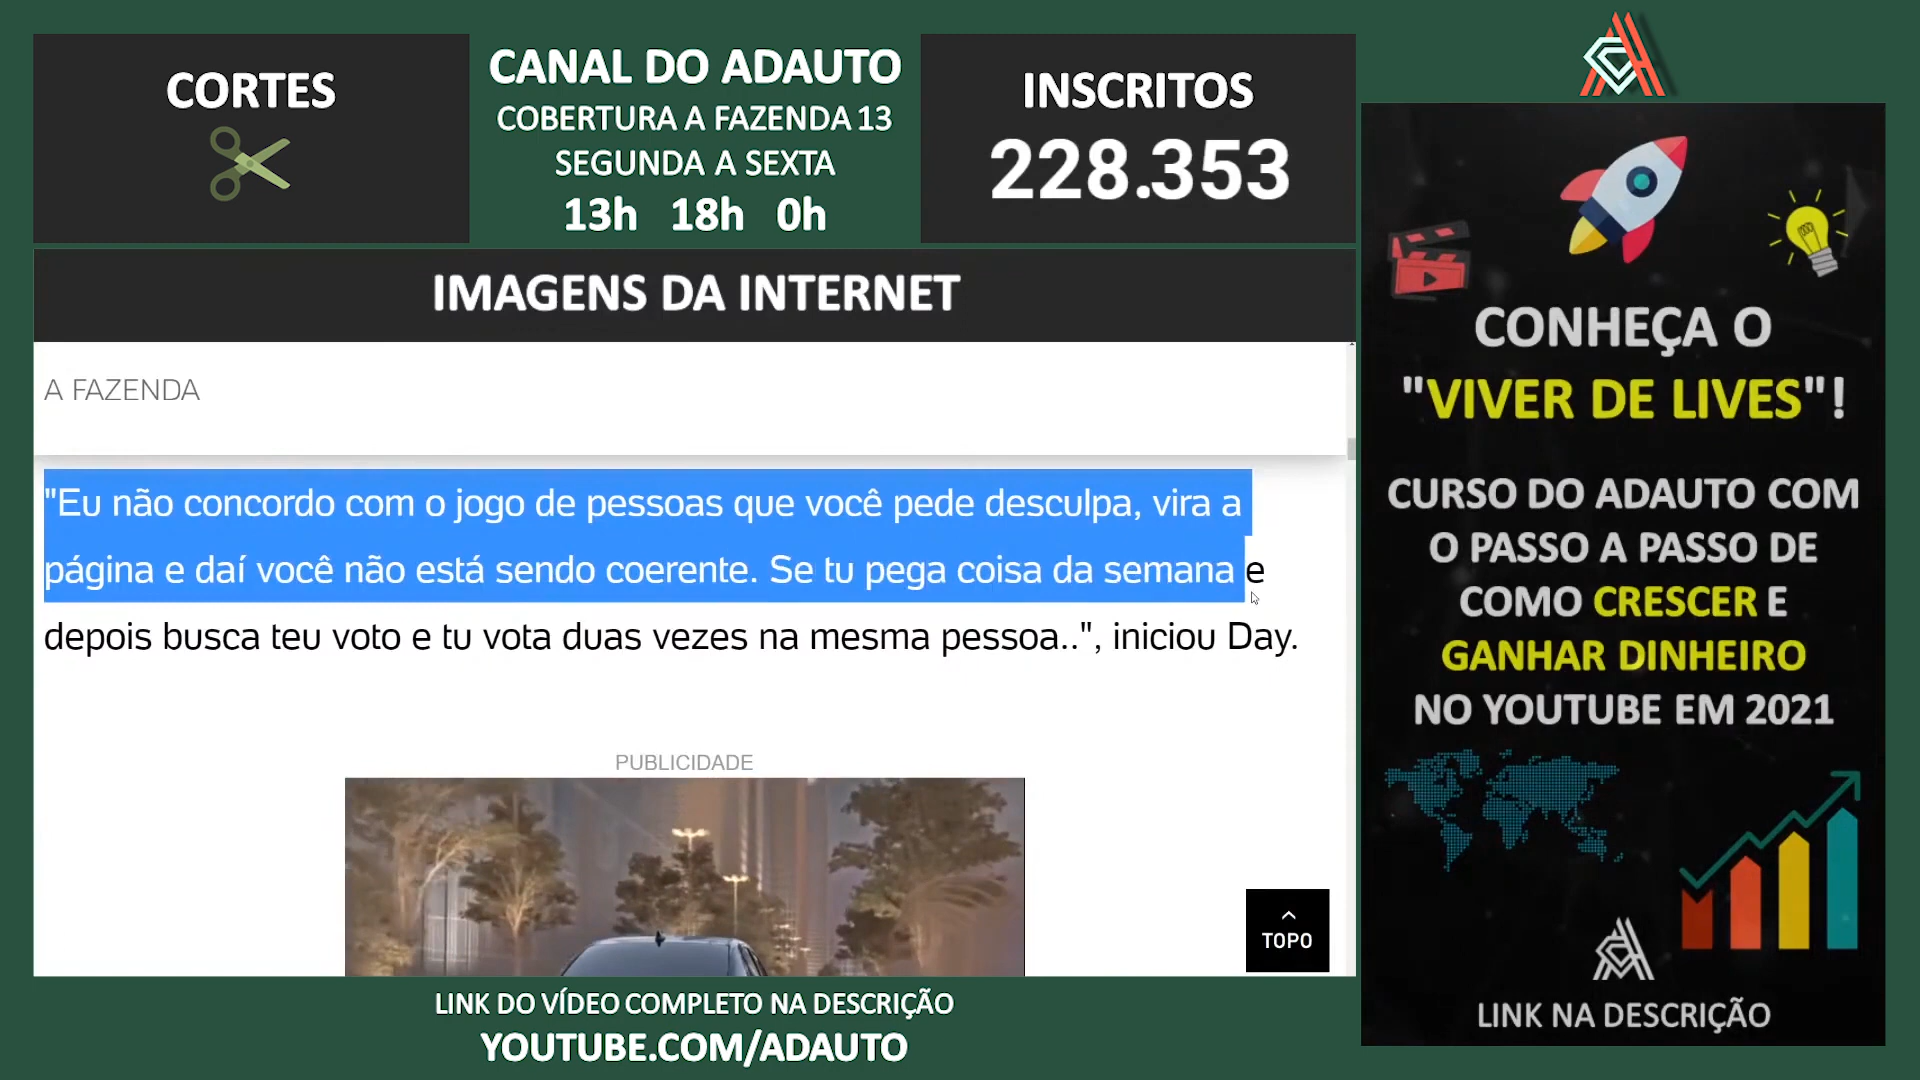 CORTES
CANAL DO ADAUTO
COBERTURA A FAZENDA 13
SEGUNDA A SEXTA
13h 18h 0h
INSCRITOS
228.353
IMAGENS DA INTERNET
A FAZENDA
"Eu não concordo com o jogo de pessoas que você pede desculpa, vira a
página e daí você não está sendo coerente. Se tu pega coisa da semana e
depois busca teu voto e tu vota duas vezes na mesma pessoa..", iniciou Day.
PUBLICIDADE
TOPO
LINK DO VÍDEO COMPLETO NA DESCRIÇÃO
YOUTUBE.COM/ADAUTO
CONHEÇA O
"VIVER DE LIVES"!
CURSO DO ADAUTO COM
O PASSO A PASSO DE
COMO CRESCER E
GANHAR DINHEIRO
NO YOUTUBE EM 2021
LINK NA DESCRIÇÃO